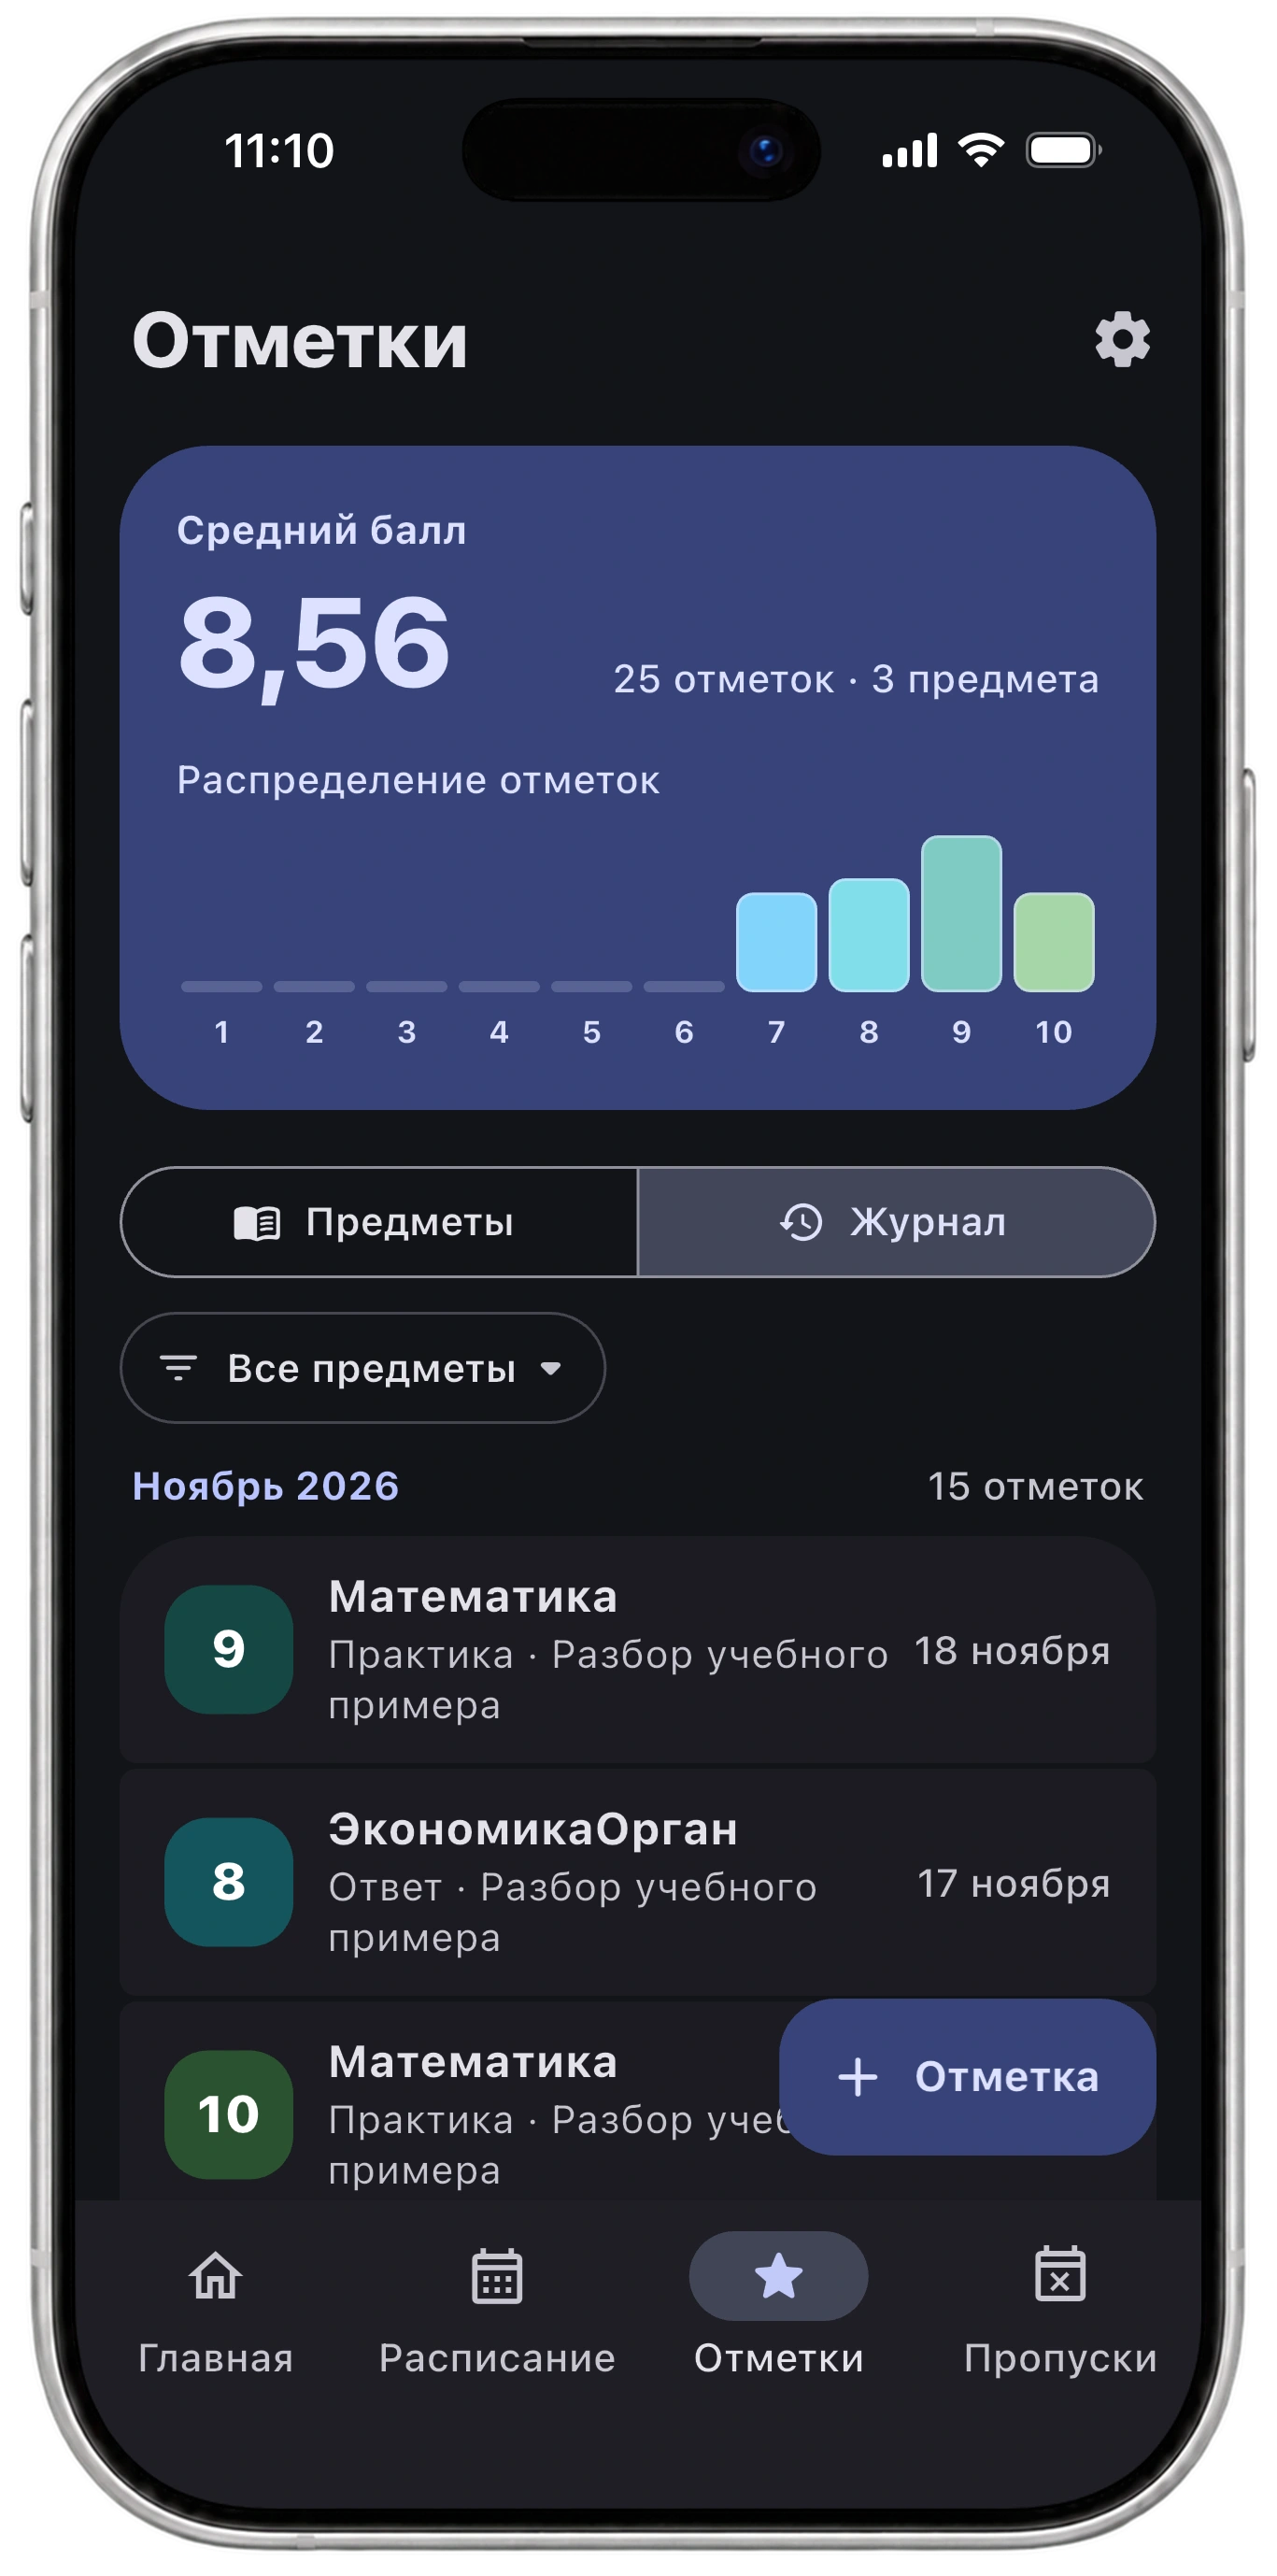 11:10
Отметки
Средний балл
8,56
25 отметок · 3 предмета
Распределение отметок
1 2 3 4 5 6 7 8 9 10
Предметы
Журнал
Все предметы
Ноябрь 2026
15 отметок
9
Математика
Практика · Разбор учебного
примера
18 ноября
8
ЭкономикаОрган
Ответ · Разбор учебного
примера
17 ноября
10
Математика
Практика · Разбор
примера
+ Отметка
Главная
Расписание
Отметки
Пропуски